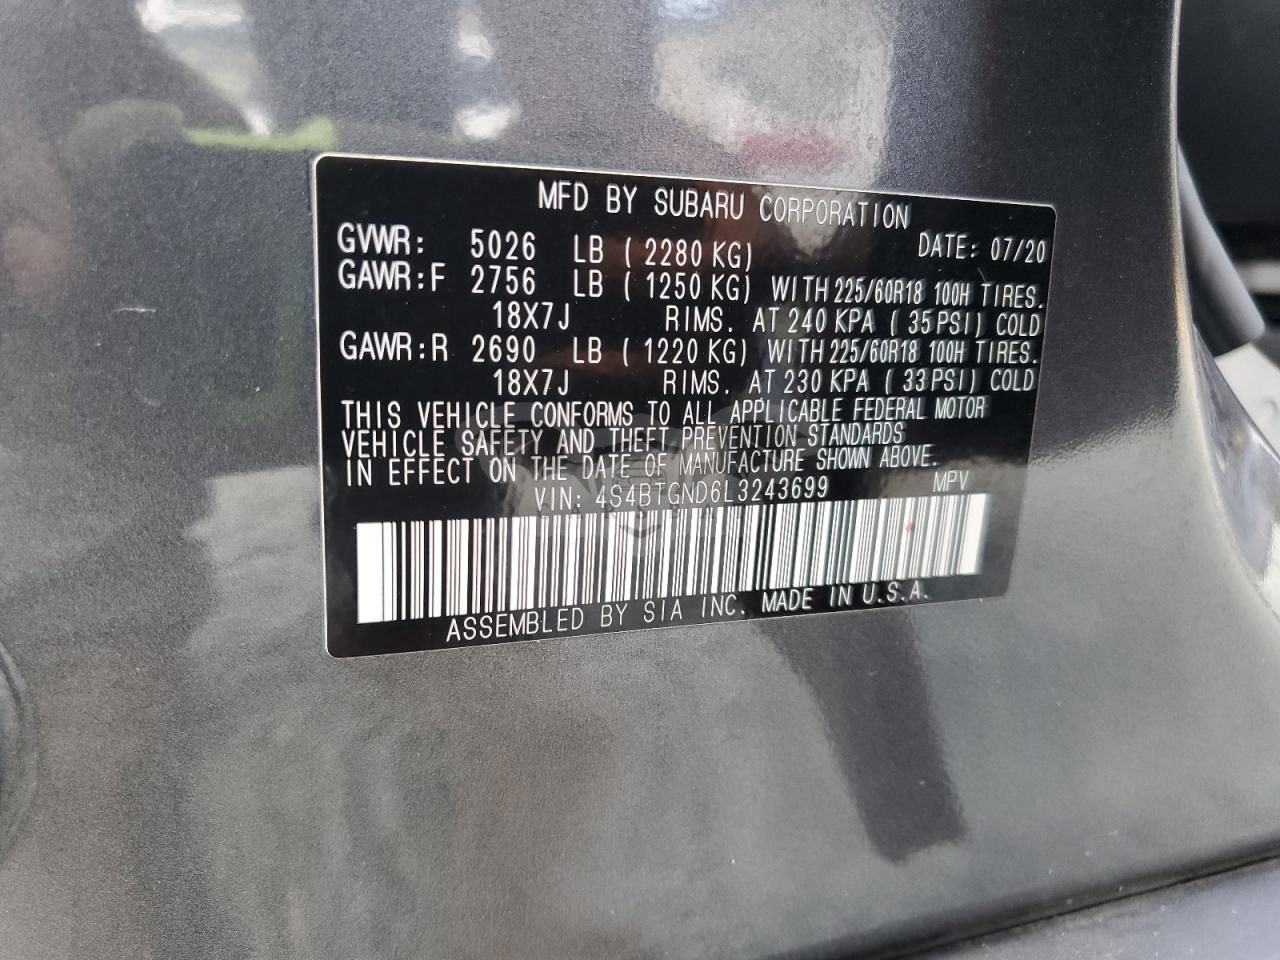 MFD BY SUBARU CORPORATION
GVWR: 5026 LB ( 2280 KG) DATE: 07/20
GAWR:F 2756 LB ( 1250 KG) WITH 225/60R18 100H TIRES.
18X7J RIMS. AT 240 KPA ( 35PSI) COLD
GAWR:R 2690 LB ( 1220 KG) WITH 225/60R18 100H TIRES.
18X7J RIMS. AT 230 KPA ( 33PSI) COLD
THIS VEHICLE CONFORMS TO ALL APPLICABLE FEDERAL MOTOR
VEHICLE SAFETY AND THEFT PREVENTION STANDARDS
IN EFFECT ON THE DATE OF MANUFACTURE SHOWN ABOVE.
VIN: 4S4BTGND6L3243699 MPV
ASSEMBLED BY SIA INC. MADE IN U.S.A.